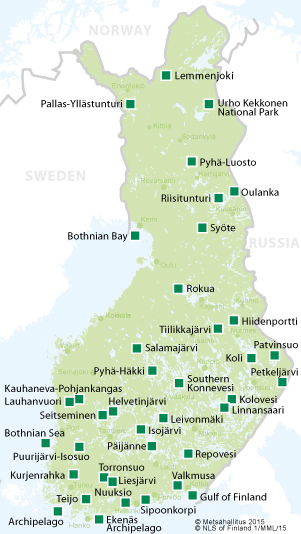 NORWAY
Lemmenjoki
Pallas-Yllästunturi
Urho Kekkonen
National Park
Pyhä-Luosto
SWEDEN
Oulanka
Riisitunturi
Syöte
Bothnian Bay
RUSSIA
Oulu
Rokua
Hiidenportti
Tiilikkajärvi
Salamajärvi
Patvinsuo
Koli
Petkeljärvi
Pyhä-Häkki
Southern
Konnevesi
Kauhaneva-Pohjankangas
Lauhanvuori
Kolovesi
Linnansaari
Helvetinjärvi
Seitseminen
Leivonmäki
Bothnian Sea
Isojärvi
Päijänne
Puurijärvi-Isosuo
Repovesi
Torronsuo
Kurjenrahka
Liesjärvi
Valkmusa
Nuuksio
Teijo
Gulf of Finland
Sipoonkorpi
Archipelago
Ekenäs
Archipelago
© Metsähallitus 2015
© NLS of Finland 1/MML/15